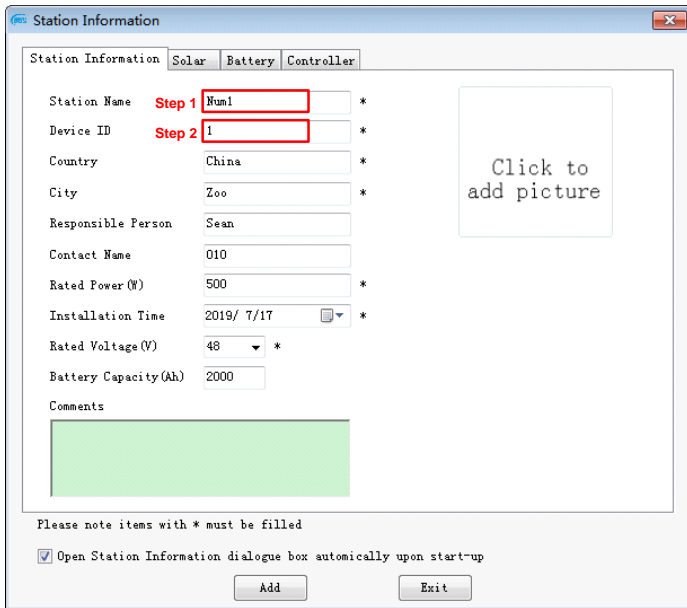 Station Information
Station Information Solar Battery Controller
Station Name Step 1 Num1 *
Device ID Step 2 1 *
Country China *
City Zoo *
Responsible Person Sean
Contact Name 010
Rated Power(W) 500 *
Installation Time 2019/ 7/17 *
Rated Voltage(V) 48 *
Battery Capacity(Ah) 2000
Comments
Click to
add picture
Please note items with * must be filled
Open Station Information dialogue box automically upon start-up
Add Exit